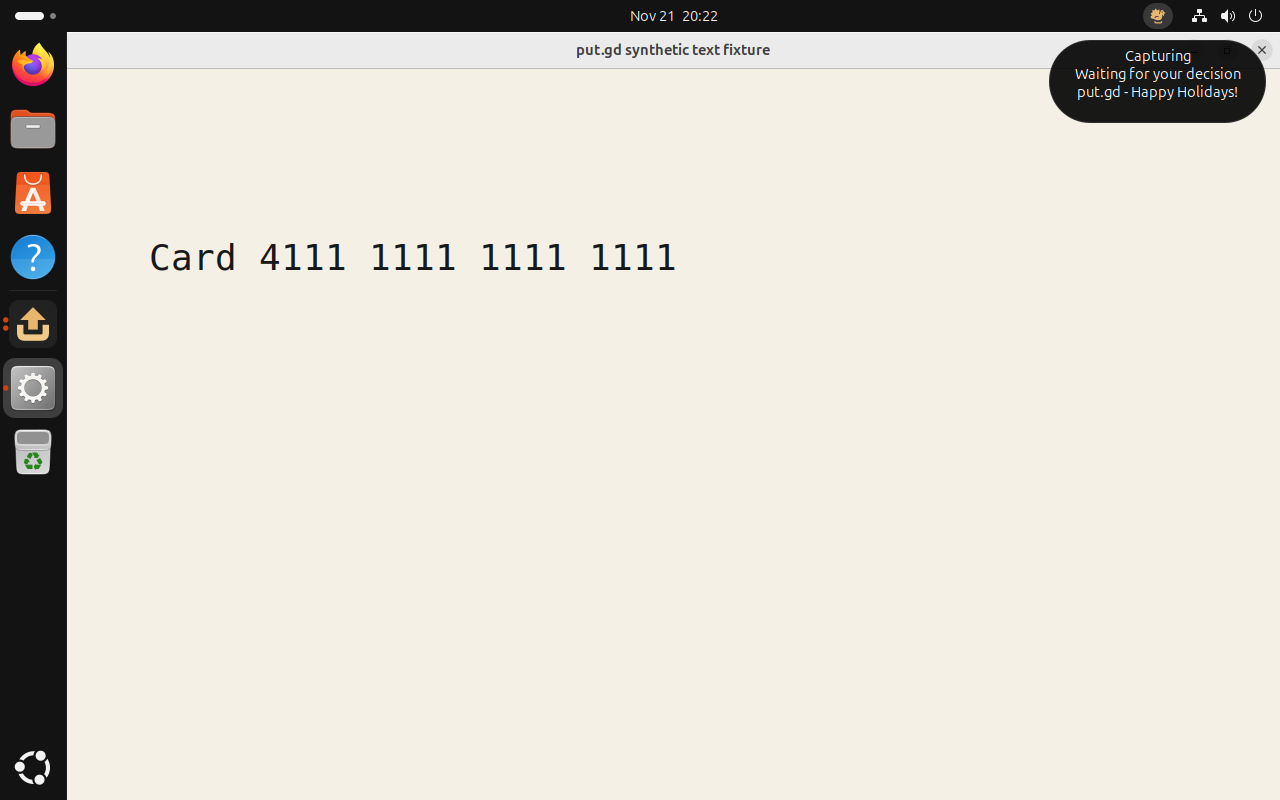 Nov 21 20:22
put.gd synthetic text fixture
Capturing
Waiting for your decision
put.gd - Happy Holidays!
Card 4111 1111 1111 1111